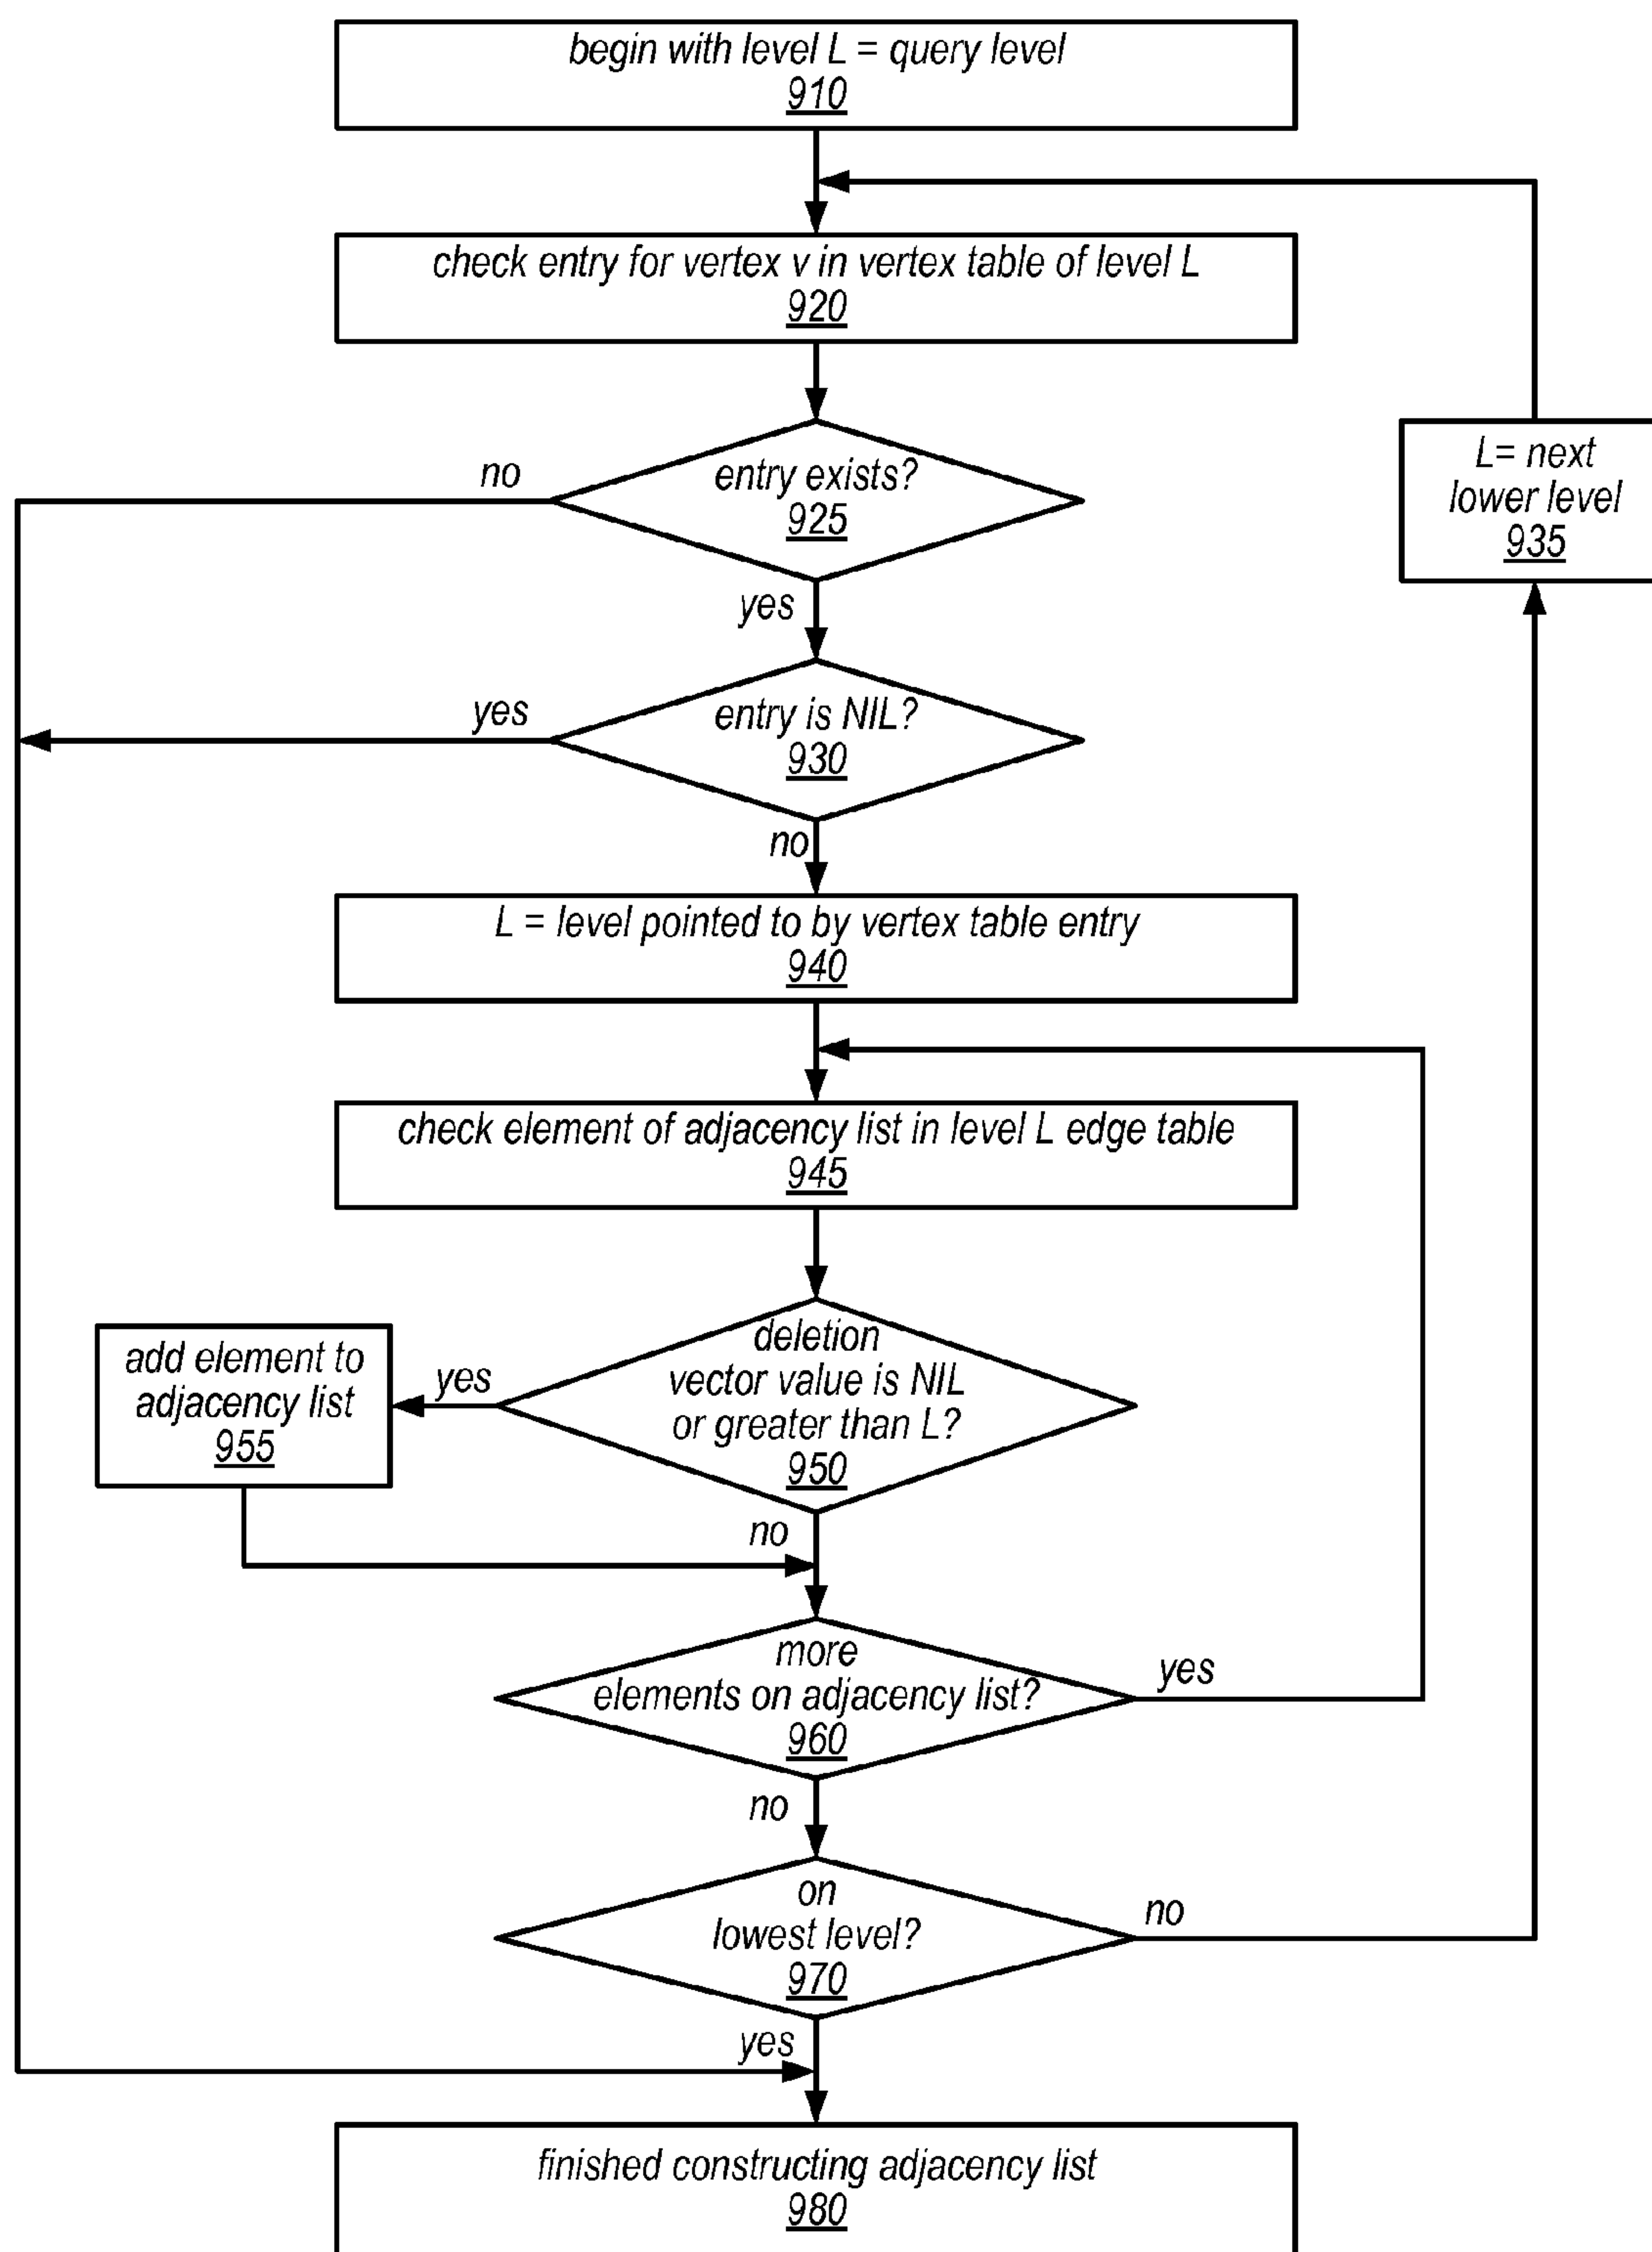 begin with level L = query level
910
check entry for vertex v in vertex table of level L
920
no
entry exists?
925
L= next
lower level
935
yes
yes
entry is NIL?
930
no
L = level pointed to by vertex table entry
940
check element of adjacency list in level L edge table
945
add element to
adjacency list
955
yes
deletion
vector value is NIL
or greater than L?
950
no
more
elements on adjacency list?
960
yes
no
on
lowest level?
970
no
yes
finished constructing adjacency list
980